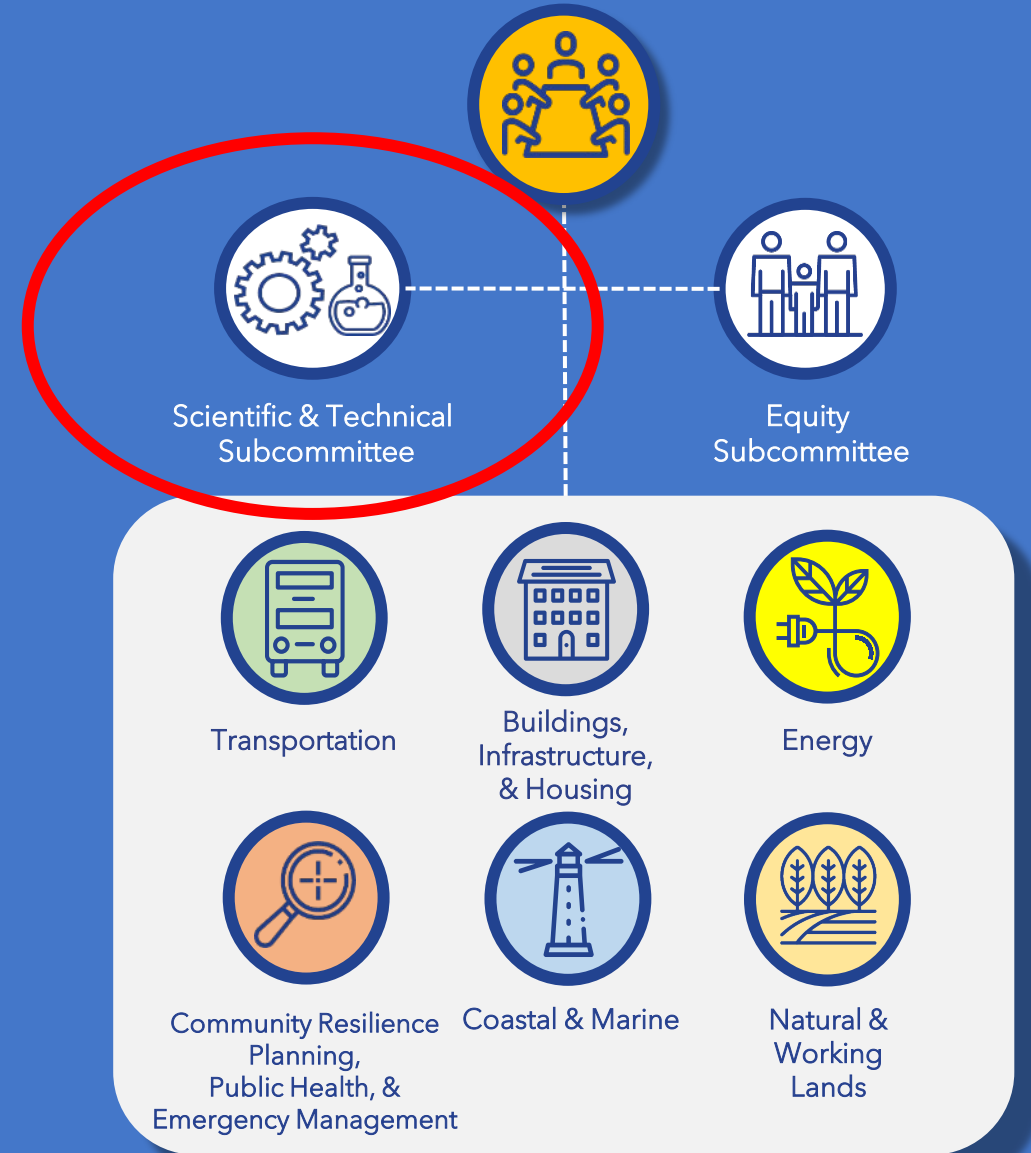 Scientific & Technical
Subcommittee
Equity
Subcommittee
Transportation
Buildings,
Infrastructure,
& Housing
Energy
Community Resilience
Planning,
Public Health, &
Emergency Management
Coastal & Marine
Natural &
Working
Lands